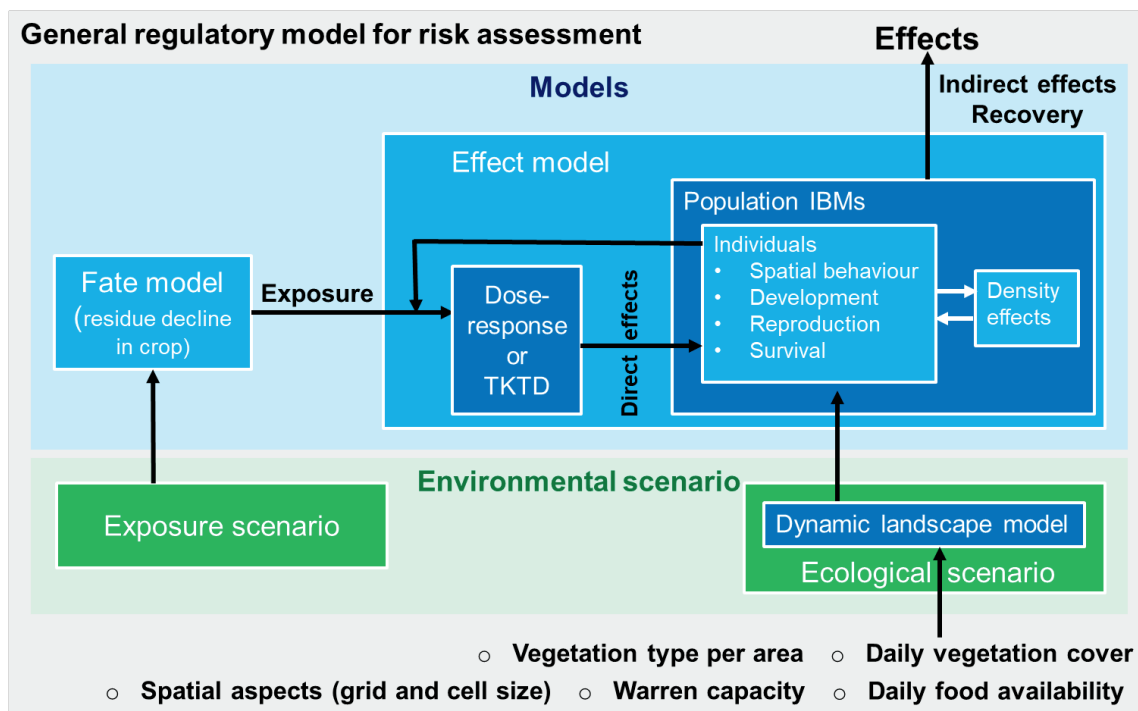 General regulatory model for risk assessment
Effects
Models
Indirect effects
Recovery
Effect model
Population IBMs
Individuals
• Spatial behaviour
• Development
• Reproduction
• Survival
Density
effects
Fate model
(residue decline
in crop)
Exposure
Dose-
response
or
TKTD
Direct effects
Environmental scenario
Exposure scenario
Dynamic landscape model
Ecological scenario
○ Vegetation type per area ○ Daily vegetation cover
○ Spatial aspects (grid and cell size) ○ Warren capacity ○ Daily food availability